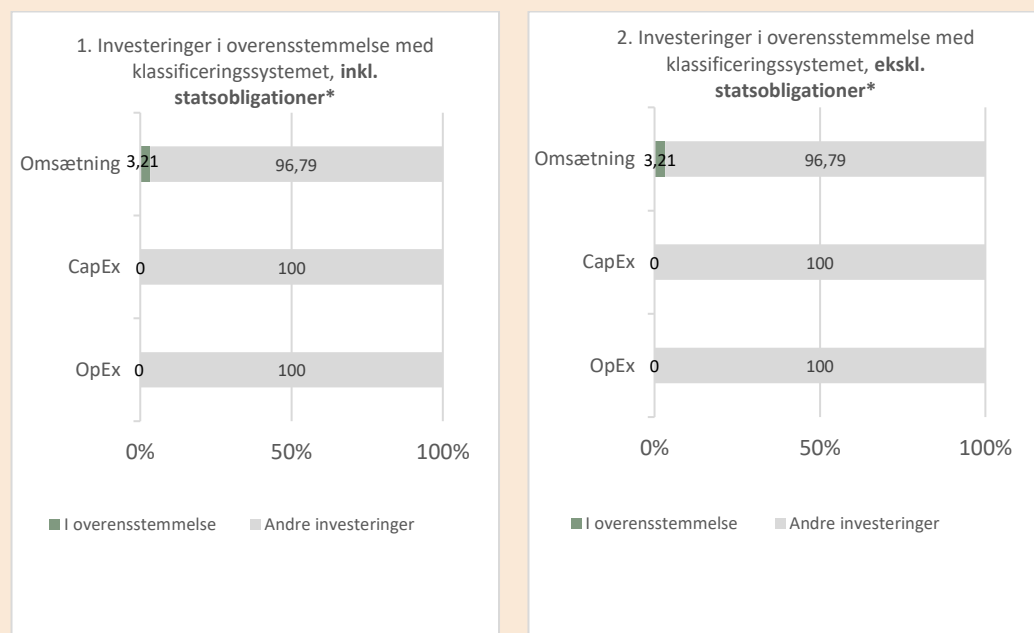 1. Investeringer i overensstemmelse med
klassificeringssystemet, inkl.
statsobligationer*
Omsætning 3,21 96,79
CapEx 0 100
OpEx 0 100
0% 50% 100%
I overensstemmelse Andre investeringer
2. Investeringer i overensstemmelse med
klassificeringssystemet, ekskl.
statsobligationer*
Omsætning 3,21 96,79
CapEx 0 100
OpEx 0 100
0% 50% 100%
I overensstemmelse Andre investeringer